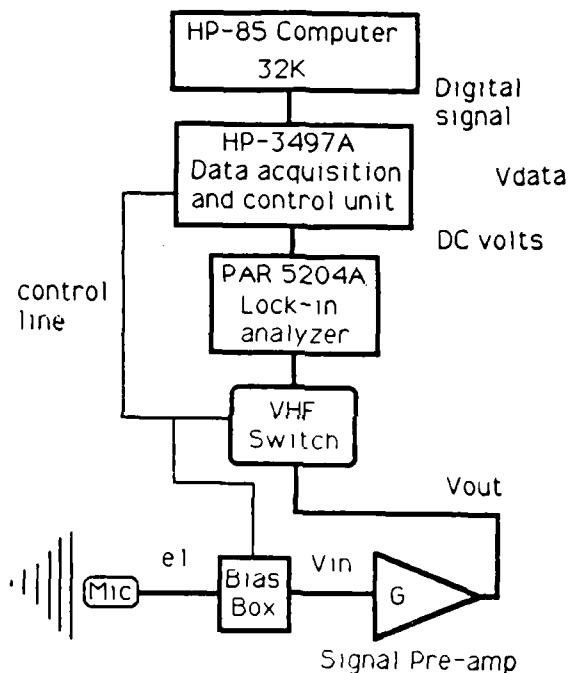 HP-85 Computer
32K
Digital
signal
HP-3497A
Data acquisition
and control unit
Vdata
DC volts
PAR 5204A
Lock-in
analyzer
control
line
VHF
Switch
Vout
e1
Vin
Mic
Bias
Box
G
Signal Pre-amp